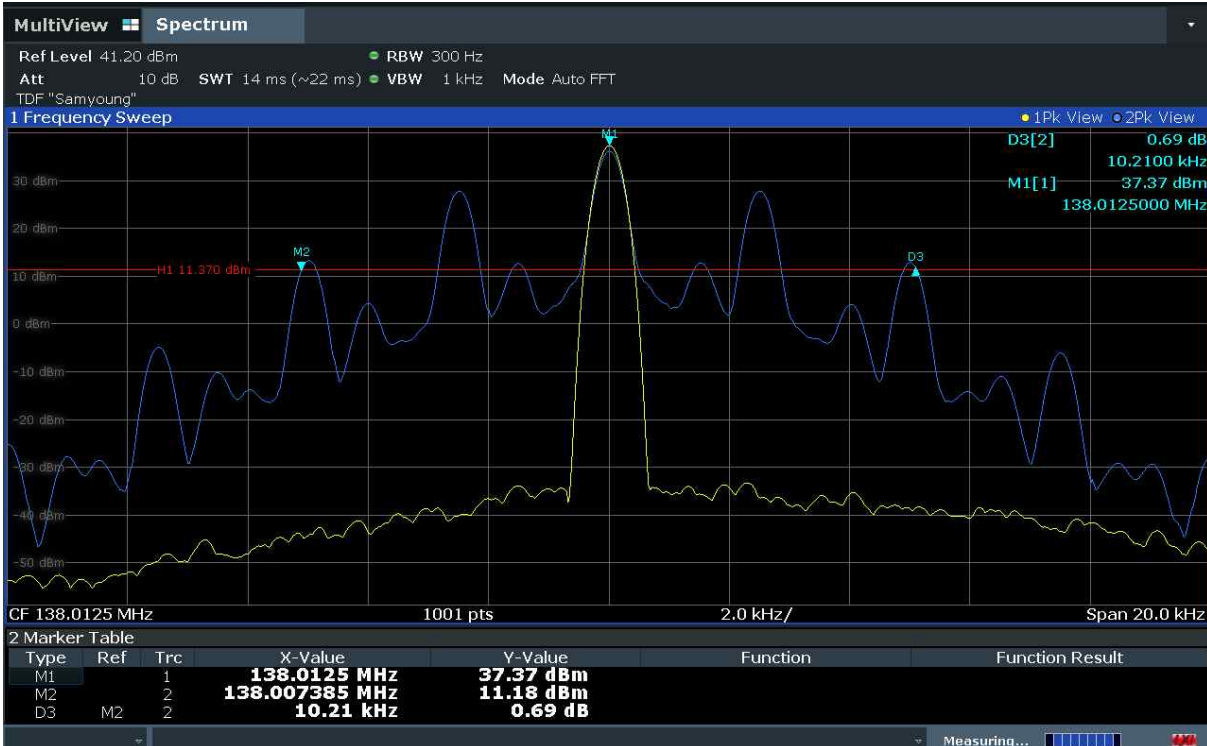 MultiView Spectrum
Ref Level 41.20 dBm RBW 300 Hz
Att 10 dB SWT 14 ms (~22 ms) VBW 1 kHz Mode Auto FFT
TDF "Samyoung"
1 Frequency Sweep 1Pk View 2Pk View
M1
D3[2] 0.69 dB
10.2100 kHz
30 dBm M1[1] 37.37 dBm
138.0125000 MHz
20 dBm
M2
D3
H1 11.370 dBm
10 dBm
0 dBm
-10 dBm
-20 dBm
-30 dBm
-40 dBm
-50 dBm
CF 138.0125 MHz 1001 pts 2.0 kHz/ Span 20.0 kHz
2 Marker Table
Type Ref Trc X-Value Y-Value Function Function Result
M1 1 138.0125 MHz 37.37 dBm
M2 2 138.007385 MHz 11.18 dBm
D3 M2 2 10.21 kHz 0.69 dB
Measuring...